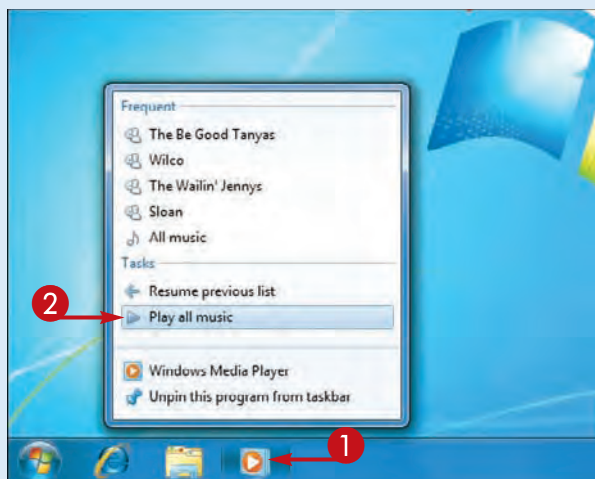 Frequent
The Be Good Tanyas
Wilco
The Wailin' Jennys
Sloan
All music
Tasks
Resume previous list
2
Play all music
Windows Media Player
Unpin this program from taskbar
1